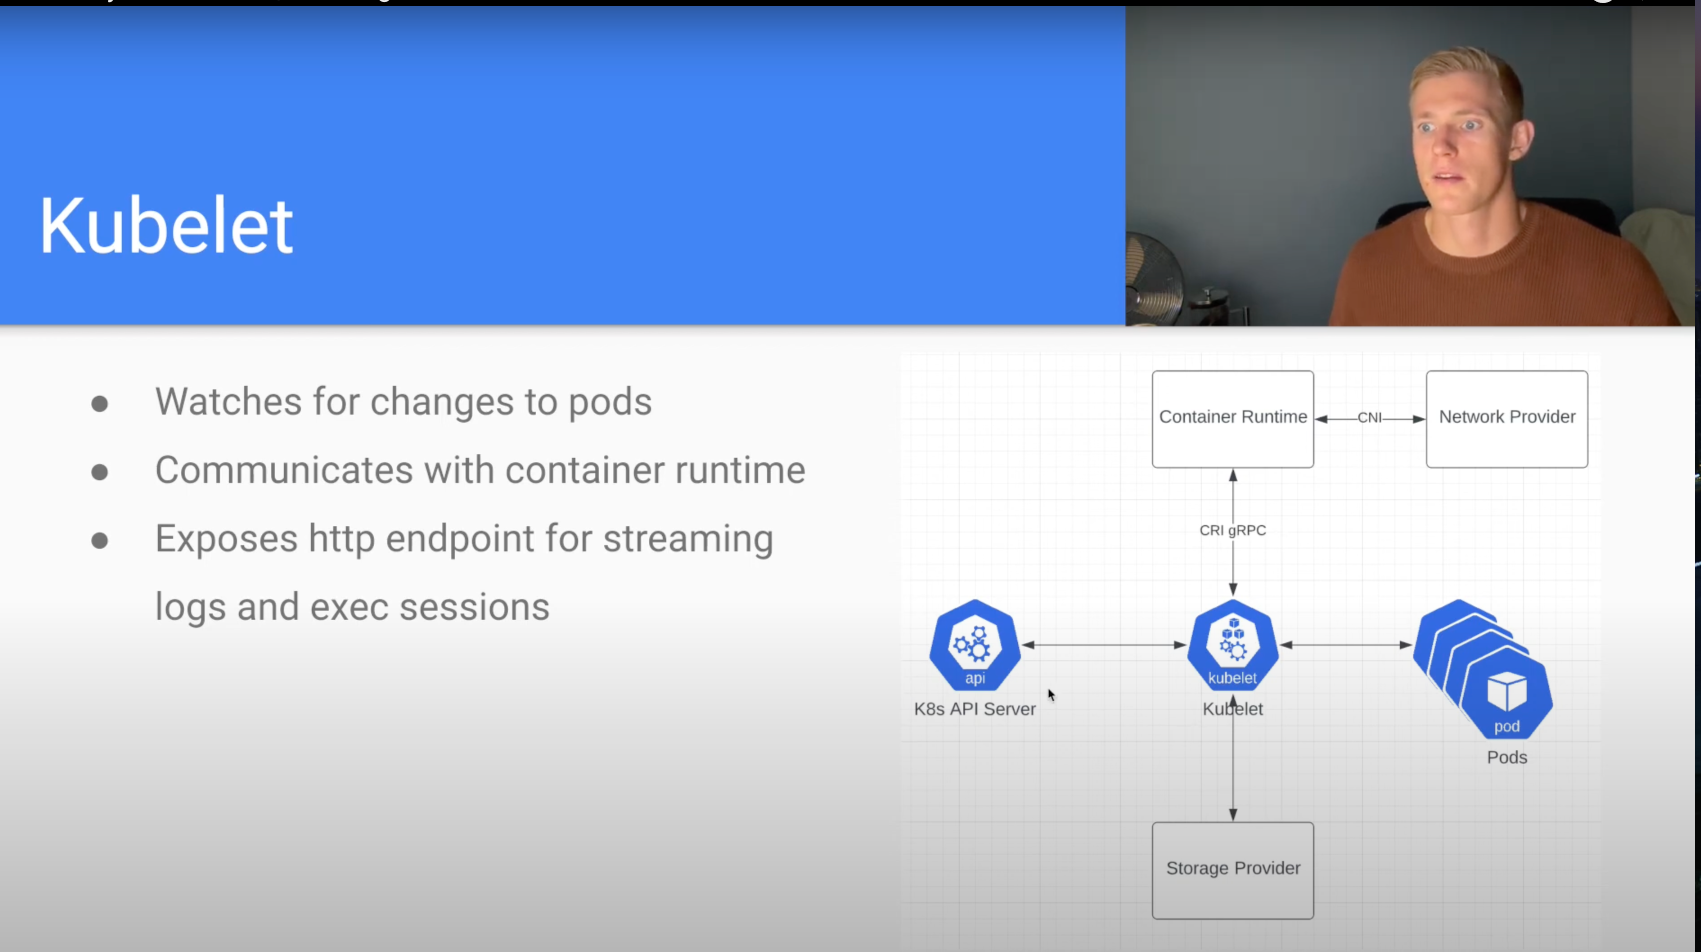 Kubelet
● Watches for changes to pods
● Communicates with container runtime
● Exposes http endpoint for streaming
logs and exec sessions
Container Runtime
CNI
Network Provider
CRI gRPC
api
K8s API Server
kubelet
Kubelet
pod
Pods
Storage Provider